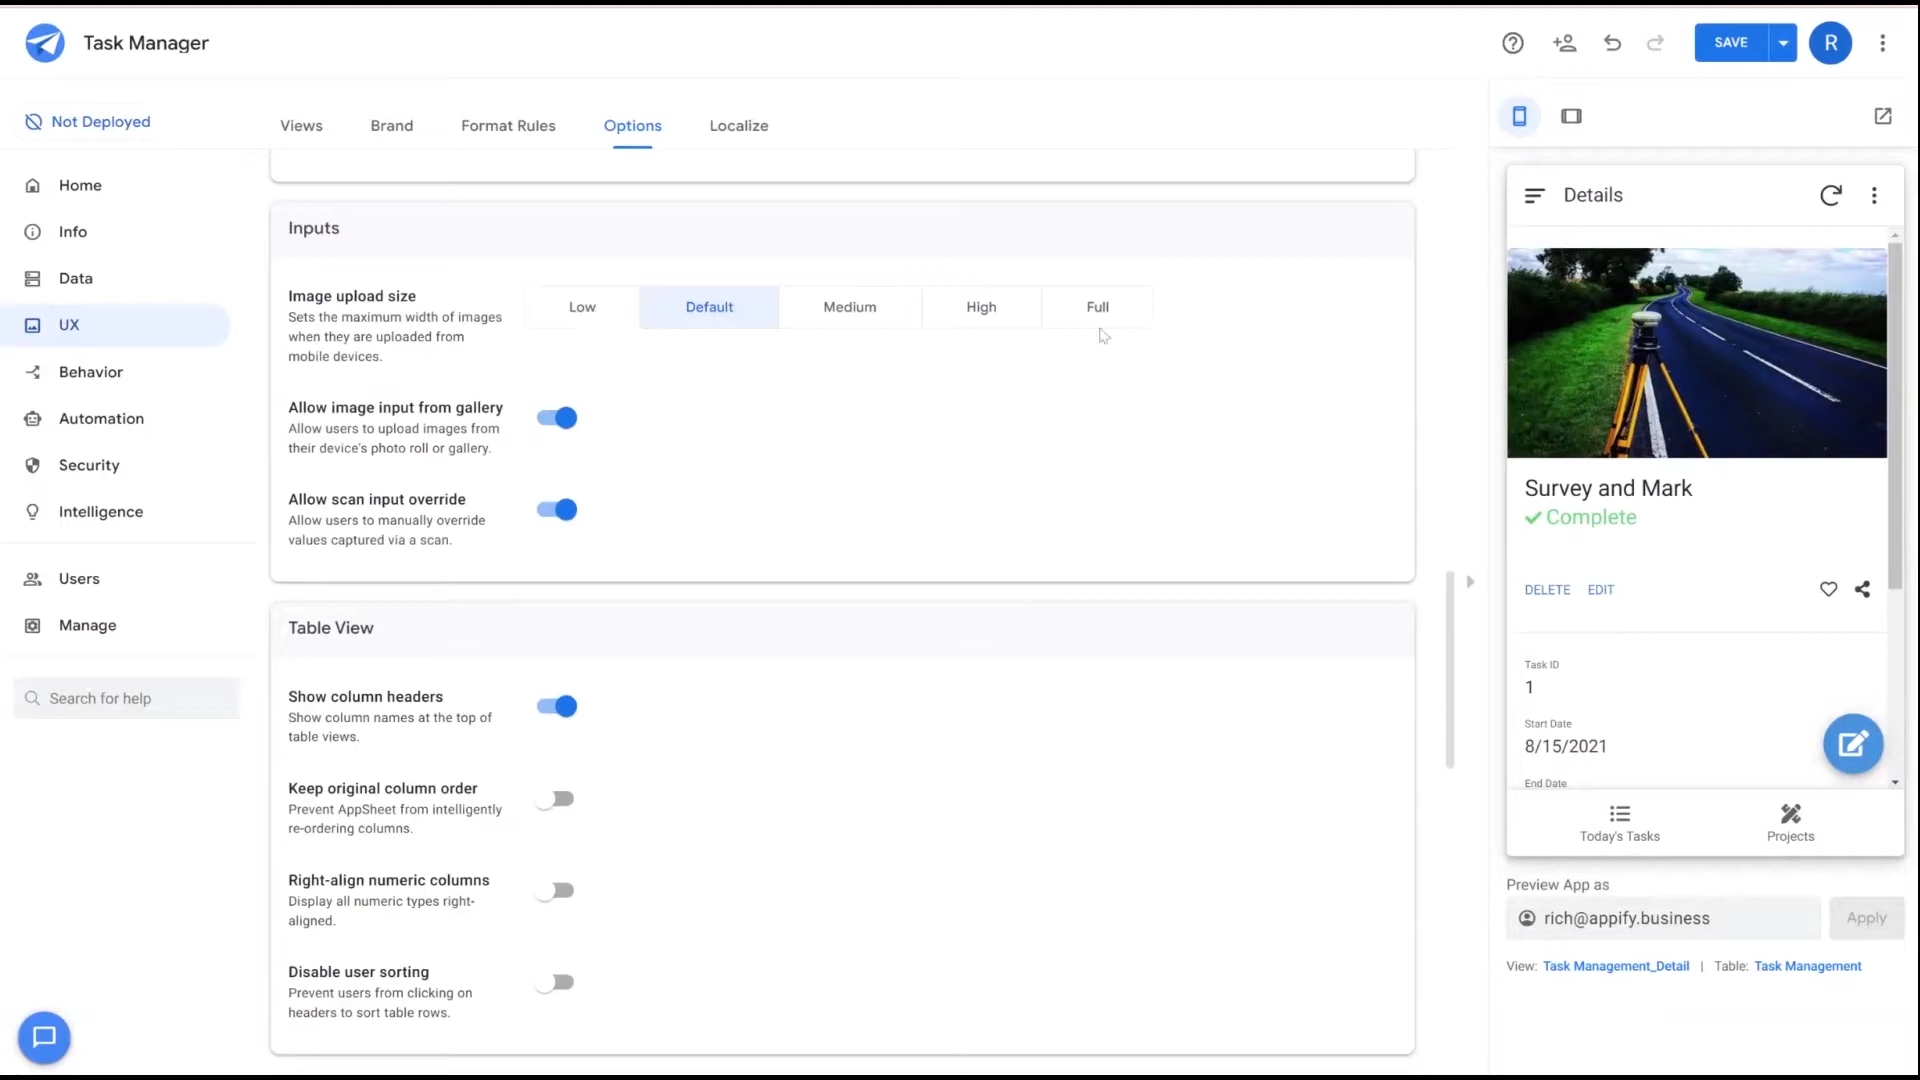 Task Manager
SAVE
R
Not Deployed
Views
Brand
Format Rules
Options
Localize
Home
Info
Data
UX
Behavior
Automation
Security
Intelligence
Users
Manage
Search for help
Inputs
Image upload size
Sets the maximum width of images
when they are uploaded from
mobile devices.
Low
Default
Medium
High
Full
Allow image input from gallery
Allow users to upload images from
their device's photo roll or gallery.
Allow scan input override
Allow users to manually override
values captured via a scan.
Table View
Show column headers
Show column names at the top of
table views.
Keep original column order
Prevent AppSheet from intelligently
re-ordering columns.
Right-align numeric columns
Display all numeric types right-
aligned.
Disable user sorting
Prevent users from clicking on
headers to sort table rows.
Details
Survey and Mark
Complete
DELETE
EDIT
Task ID
1
Start Date
8/15/2021
End Date
Today's Tasks
Projects
Preview App as
rich@appify.business
Apply
View: Task Management_Detail | Table: Task Management